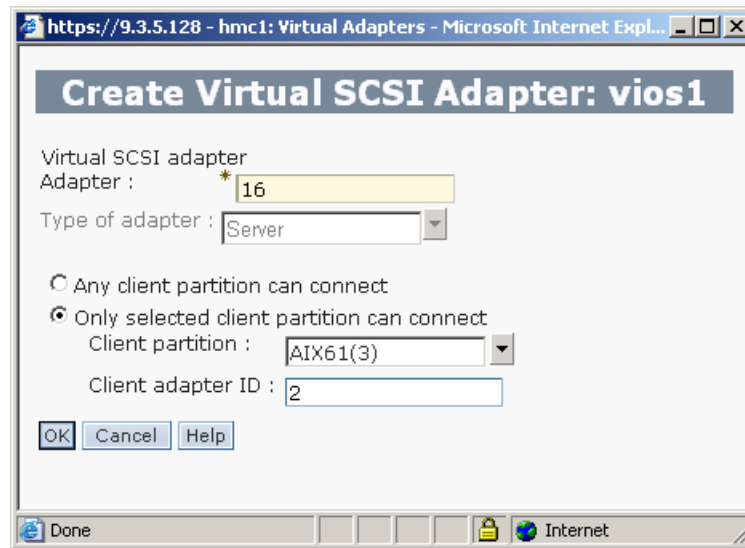 https://9.3.5.128 - hmc1: Virtual Adapters - Microsoft Internet Expl...
Create Virtual SCSI Adapter: vios1
Virtual SCSI adapter
Adapter : * 16
Type of adapter : Server
Any client partition can connect
Only selected client partition can connect
Client partition : AIX61(3)
Client adapter ID : 2
OK Cancel Help
Done Internet